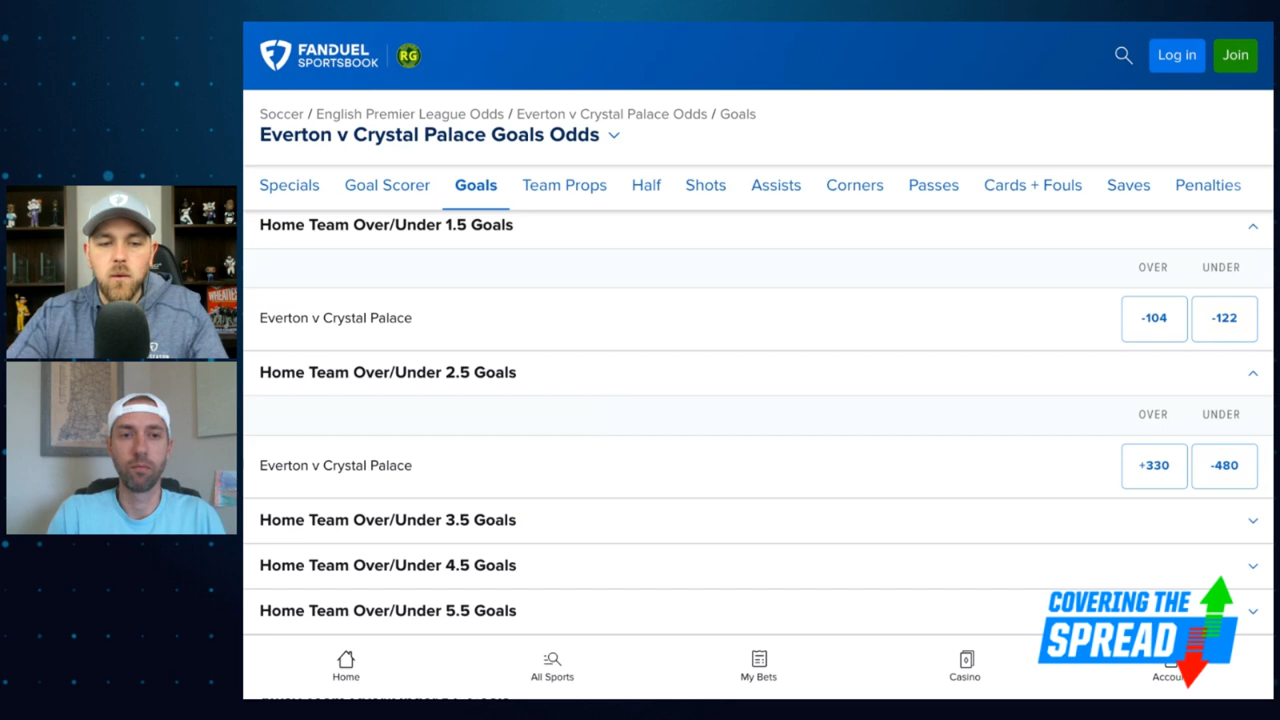 FANDUEL
SPORTSBOOK
RG
Log in
Join
Soccer / English Premier League Odds / Everton v Crystal Palace Odds / Goals
Everton v Crystal Palace Goals Odds
Specials Goal Scorer Goals Team Props Half Shots Assists Corners Passes Cards + Fouls Saves Penalties
Home Team Over/Under 1.5 Goals
OVER UNDER
Everton v Crystal Palace -104 -122
Home Team Over/Under 2.5 Goals
OVER UNDER
Everton v Crystal Palace +330 -480
Home Team Over/Under 3.5 Goals
Home Team Over/Under 4.5 Goals
Home Team Over/Under 5.5 Goals
COVERING THE
SPREAD
Home All Sports My Bets Casino Accou
WHEATIES